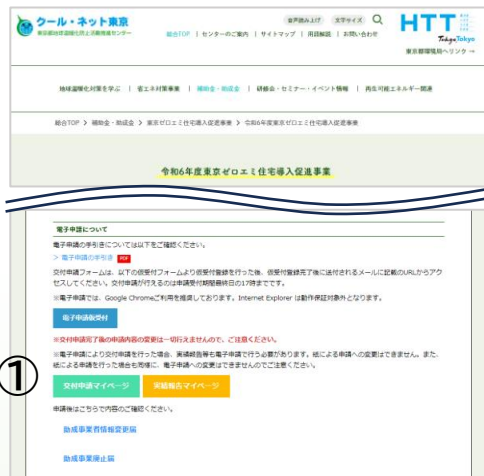 クール・ネット東京
東京都地球温暖化防止活動推進センター
音声読み上げ 文字サイズ
総合TOP | センターのご案内 | サイトマップ | 用語解説 | お問い合わせ
HTT
Tokyo Tokyo
東京都環境局へリンク →
地球温暖化対策を学ぶ | 省エネ対策事業 | 補助金・助成金 | 研修会・セミナー・イベント情報 | 再生可能エネルギー関連
総合TOP > 補助金・助成金 > 東京ゼロエミ住宅導入促進事業 > 令和6年度東京ゼロエミ住宅導入促進事業
令和6年度東京ゼロエミ住宅導入促進事業
電子申請について
電子申請の手引きについては以下をご確認ください。
> 電子申請の手引き PDF
交付申請フォームは、以下の仮受付フォームより仮受付登録を行った後、仮受付登録完了後に送付されるメールに記載のURLからアク
セスしてください。交付申請が行えるのは申請受付期間最終日の17時までです。
※電子申請では、Google Chromeご利用を推奨しております。Internet Explorer は動作保証対象外となります。
電子申請仮受付
※交付申請完了後の申請内容の変更は一切行えませんので、ご注意ください。
※電子申請により交付申請を行った場合、実績報告等も電子申請で行う必要があります。紙による申請への変更はできません。また、
紙による申請を行った場合も同様に、電子申請への変更はできませんのでご注意ください。
①
交付申請マイページ 実績報告マイページ
申請後はこちらで内容のご確認ください。
助成事業者情報変更届
助成事業廃止届